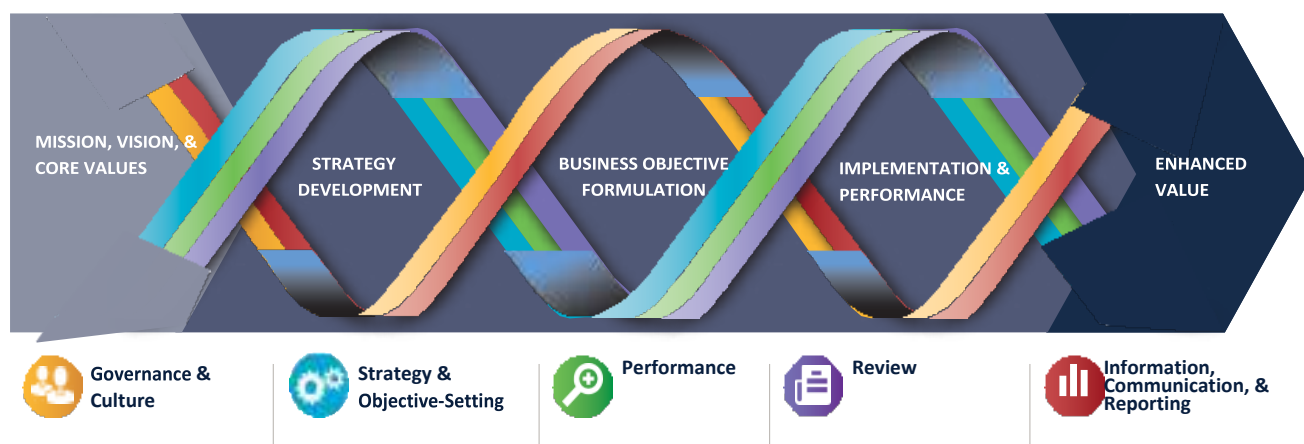 MISSION, VISION, &
CORE VALUES
STRATEGY
DEVELOPMENT
BUSINESS OBJECTIVE
FORMULATION
IMPLEMENTATION &
PERFORMANCE
ENHANCED
VALUE
Governance &
Culture
Strategy &
Objective-Setting
Performance
Review
Information,
Communication, &
Reporting